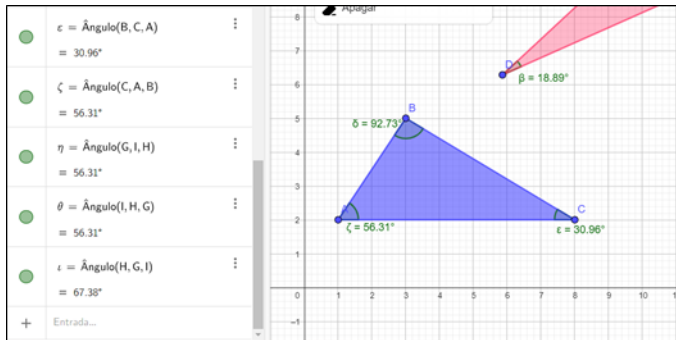 ε = Ângulo(B, C, A)
= 30.96°
ζ = Ângulo(C, A, B)
= 56.31°
η = Ângulo(G, I, H)
= 56.31°
θ = Ângulo(I, H, G)
= 56.31°
ι = Ângulo(H, G, I)
= 67.38°
+ Entrada...
Apagar
8
7
6
5
4
3
2
1
0
−1
0 1 2 3 4 5 6 7 8 9 10 11
D
β = 18.89°
B
δ = 92.73°
A
ζ = 56.31°
C
ε = 30.96°